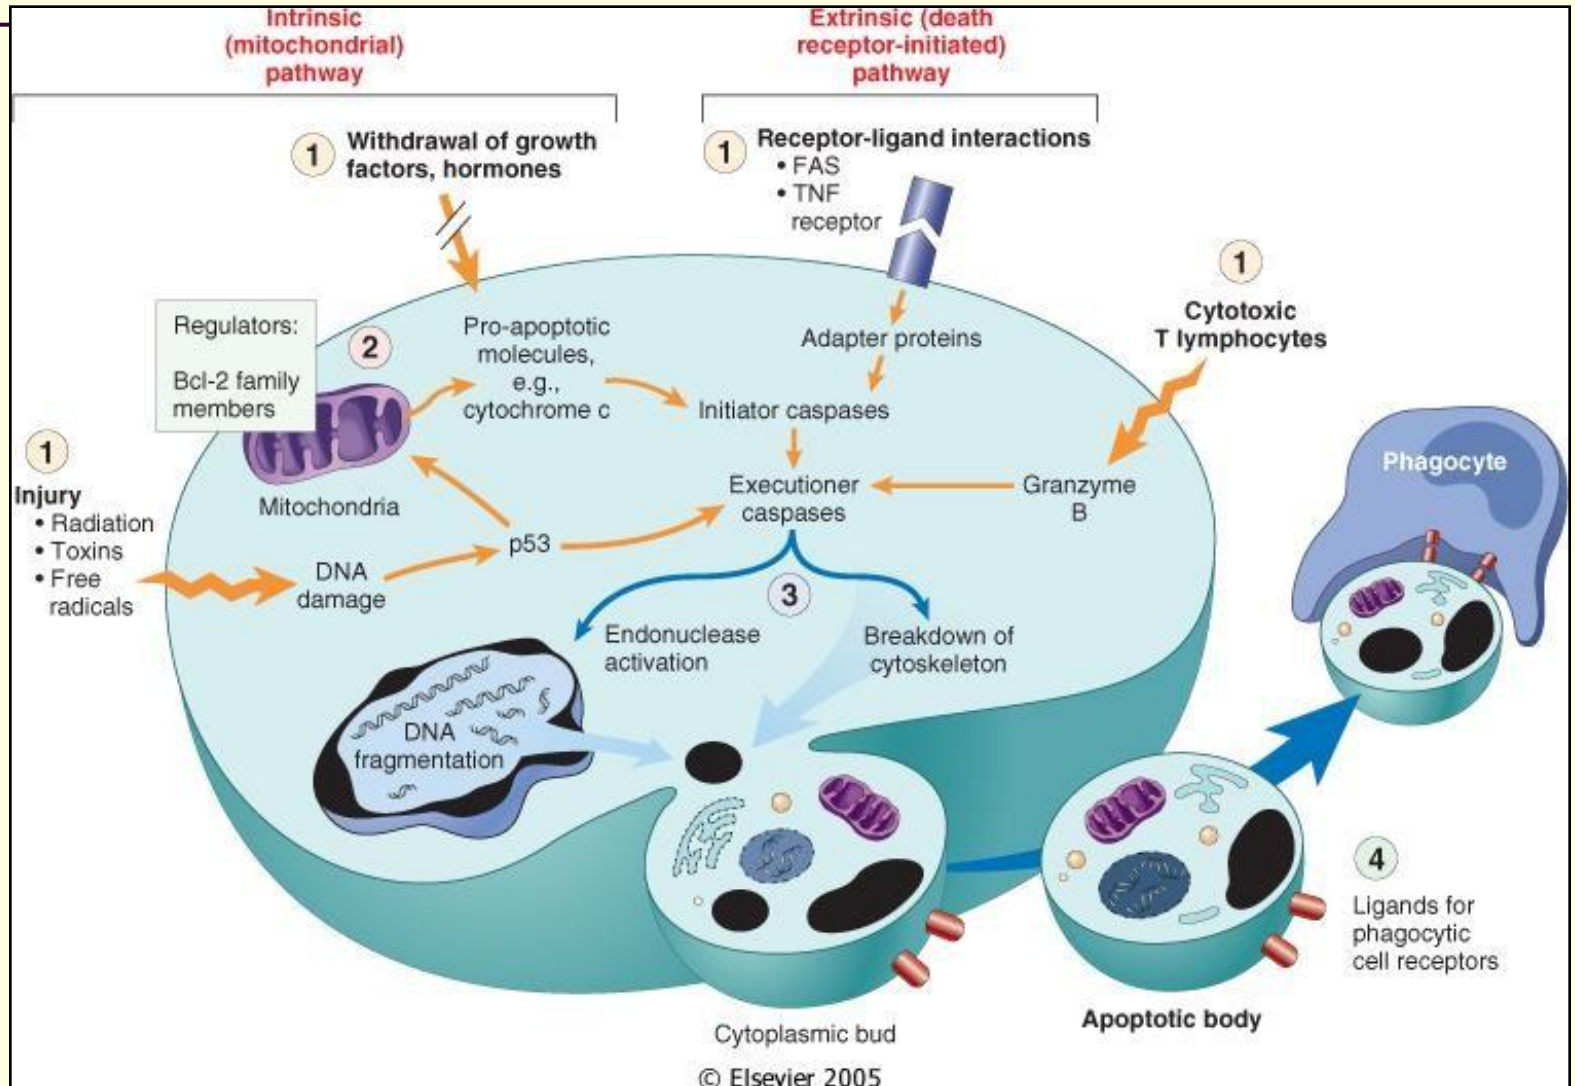 Intrinsic
(mitochondrial)
pathway
Extrinsic (death
receptor-initiated)
pathway
1
Withdrawal of growth
factors, hormones
1
Receptor-ligand interactions
• FAS
• TNF
receptor
1
Cytotoxic
T lymphocytes
Regulators:
Bcl-2 family
members
2
Pro-apoptotic
molecules,
e.g.,
cytochrome c
Adapter proteins
Initiator caspases
1
Injury
• Radiation
• Toxins
• Free
radicals
Mitochondria
Executioner
caspases
Granzyme
B
Phagocyte
p53
DNA
damage
3
Endonuclease
activation
Breakdown of
cytoskeleton
DNA
fragmentation
4
Ligands for
phagocytic
cell receptors
Cytoplasmic bud
Apoptotic body
© Elsevier 2005